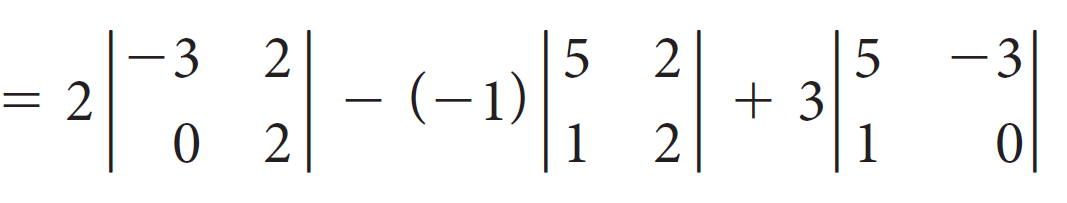 = 2 | −3 2 | − (−1) | 5 2 | + 3 | 5 −3 |
| 0 2 | | 1 2 | | 1 0 |